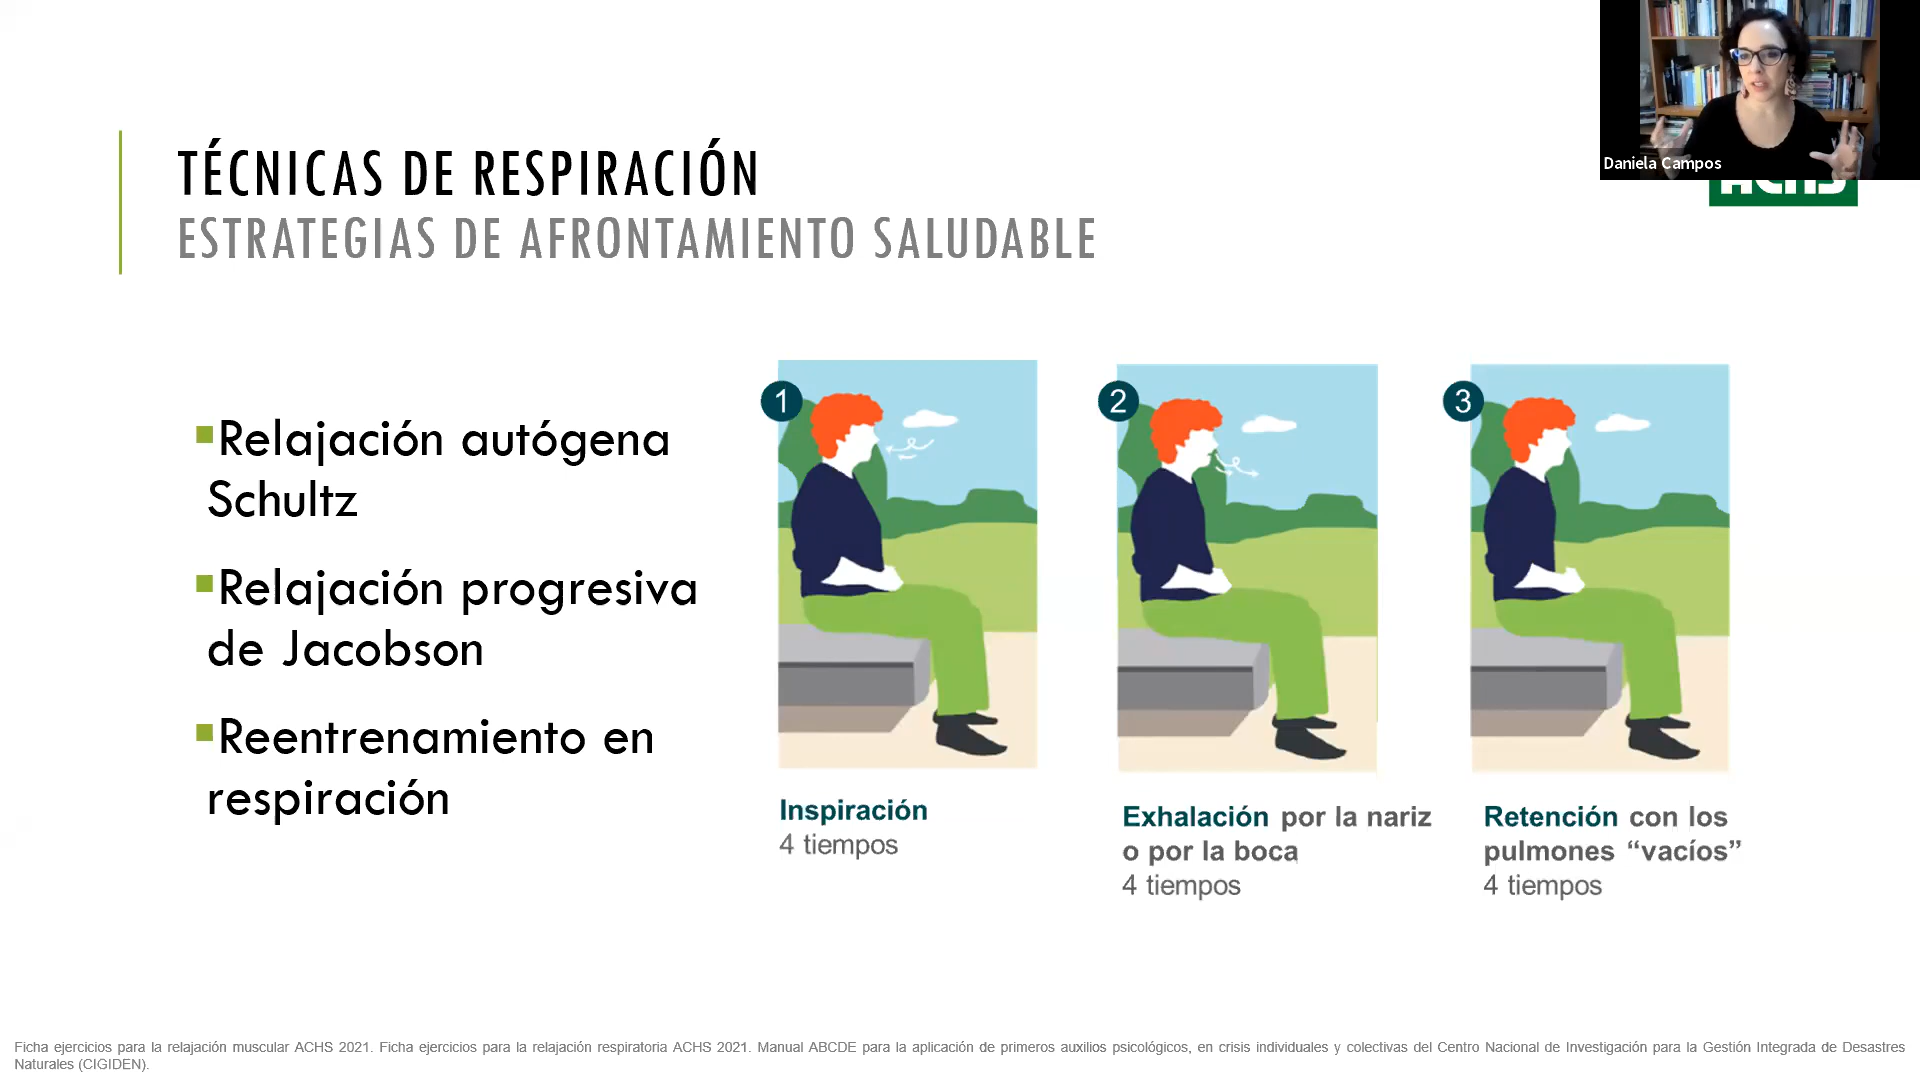 Daniela Campos
ACHS
TÉCNICAS DE RESPIRACIÓN
ESTRATEGIAS DE AFRONTAMIENTO SALUDABLE
Relajación autógena
Schultz
Relajación progresiva
de Jacobson
Reentrenamiento en
respiración
1
Inspiración
4 tiempos
2
Exhalación por la nariz
o por la boca
4 tiempos
3
Retención con los
pulmones “vacíos”
4 tiempos
Ficha ejercicios para la relajación muscular ACHS 2021. Ficha ejercicios para la relajación respiratoria ACHS 2021. Manual ABCDE para la aplicación de primeros auxilios psicológicos, en crisis individuales y colectivas del Centro Nacional de Investigación para la Gestión Integrada de Desastres
Naturales (CIGIDEN).